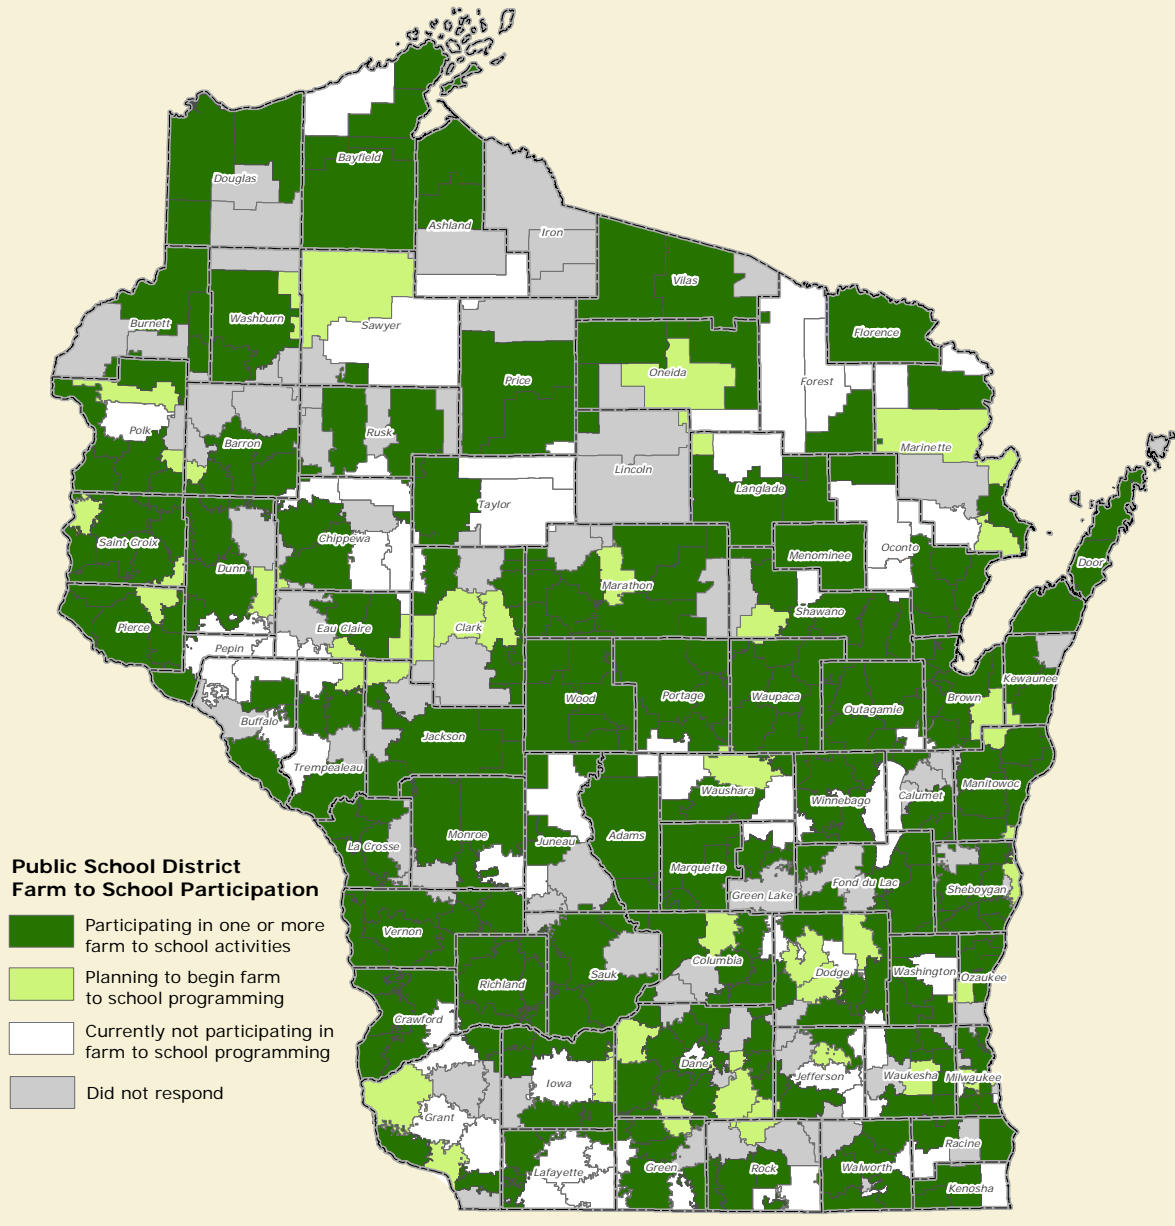 Douglas
Bayfield
Ashland
Iron
Vilas
Burnett
Washburn
Sawyer
Florence
Price
Oneida
Forest
Polk
Barron
Rusk
Lincoln
Marinette
Taylor
Langlade
Saint Croix
Chippewa
Dunn
Menominee
Oconto
Door
Marathon
Pierce
Eau Claire
Clark
Shawano
Pepin
Kewaunee
Wood
Portage
Waupaca
Outagamie
Brown
Buffalo
Jackson
Trempealeau
Waushara
Winnebago
Calumet
Manitowoc
La Crosse
Monroe
Juneau
Adams
Marquette
Green Lake
Fond du Lac
Sheboygan
Public School District
Farm to School Participation
Participating in one or more
farm to school activities
Planning to begin farm
to school programming
Currently not participating in
farm to school programming
Did not respond
Vernon
Richland
Sauk
Columbia
Dodge
Washington
Ozaukee
Crawford
Iowa
Dane
Jefferson
Waukesha
Milwaukee
Grant
Lafayette
Green
Rock
Walworth
Racine
Kenosha